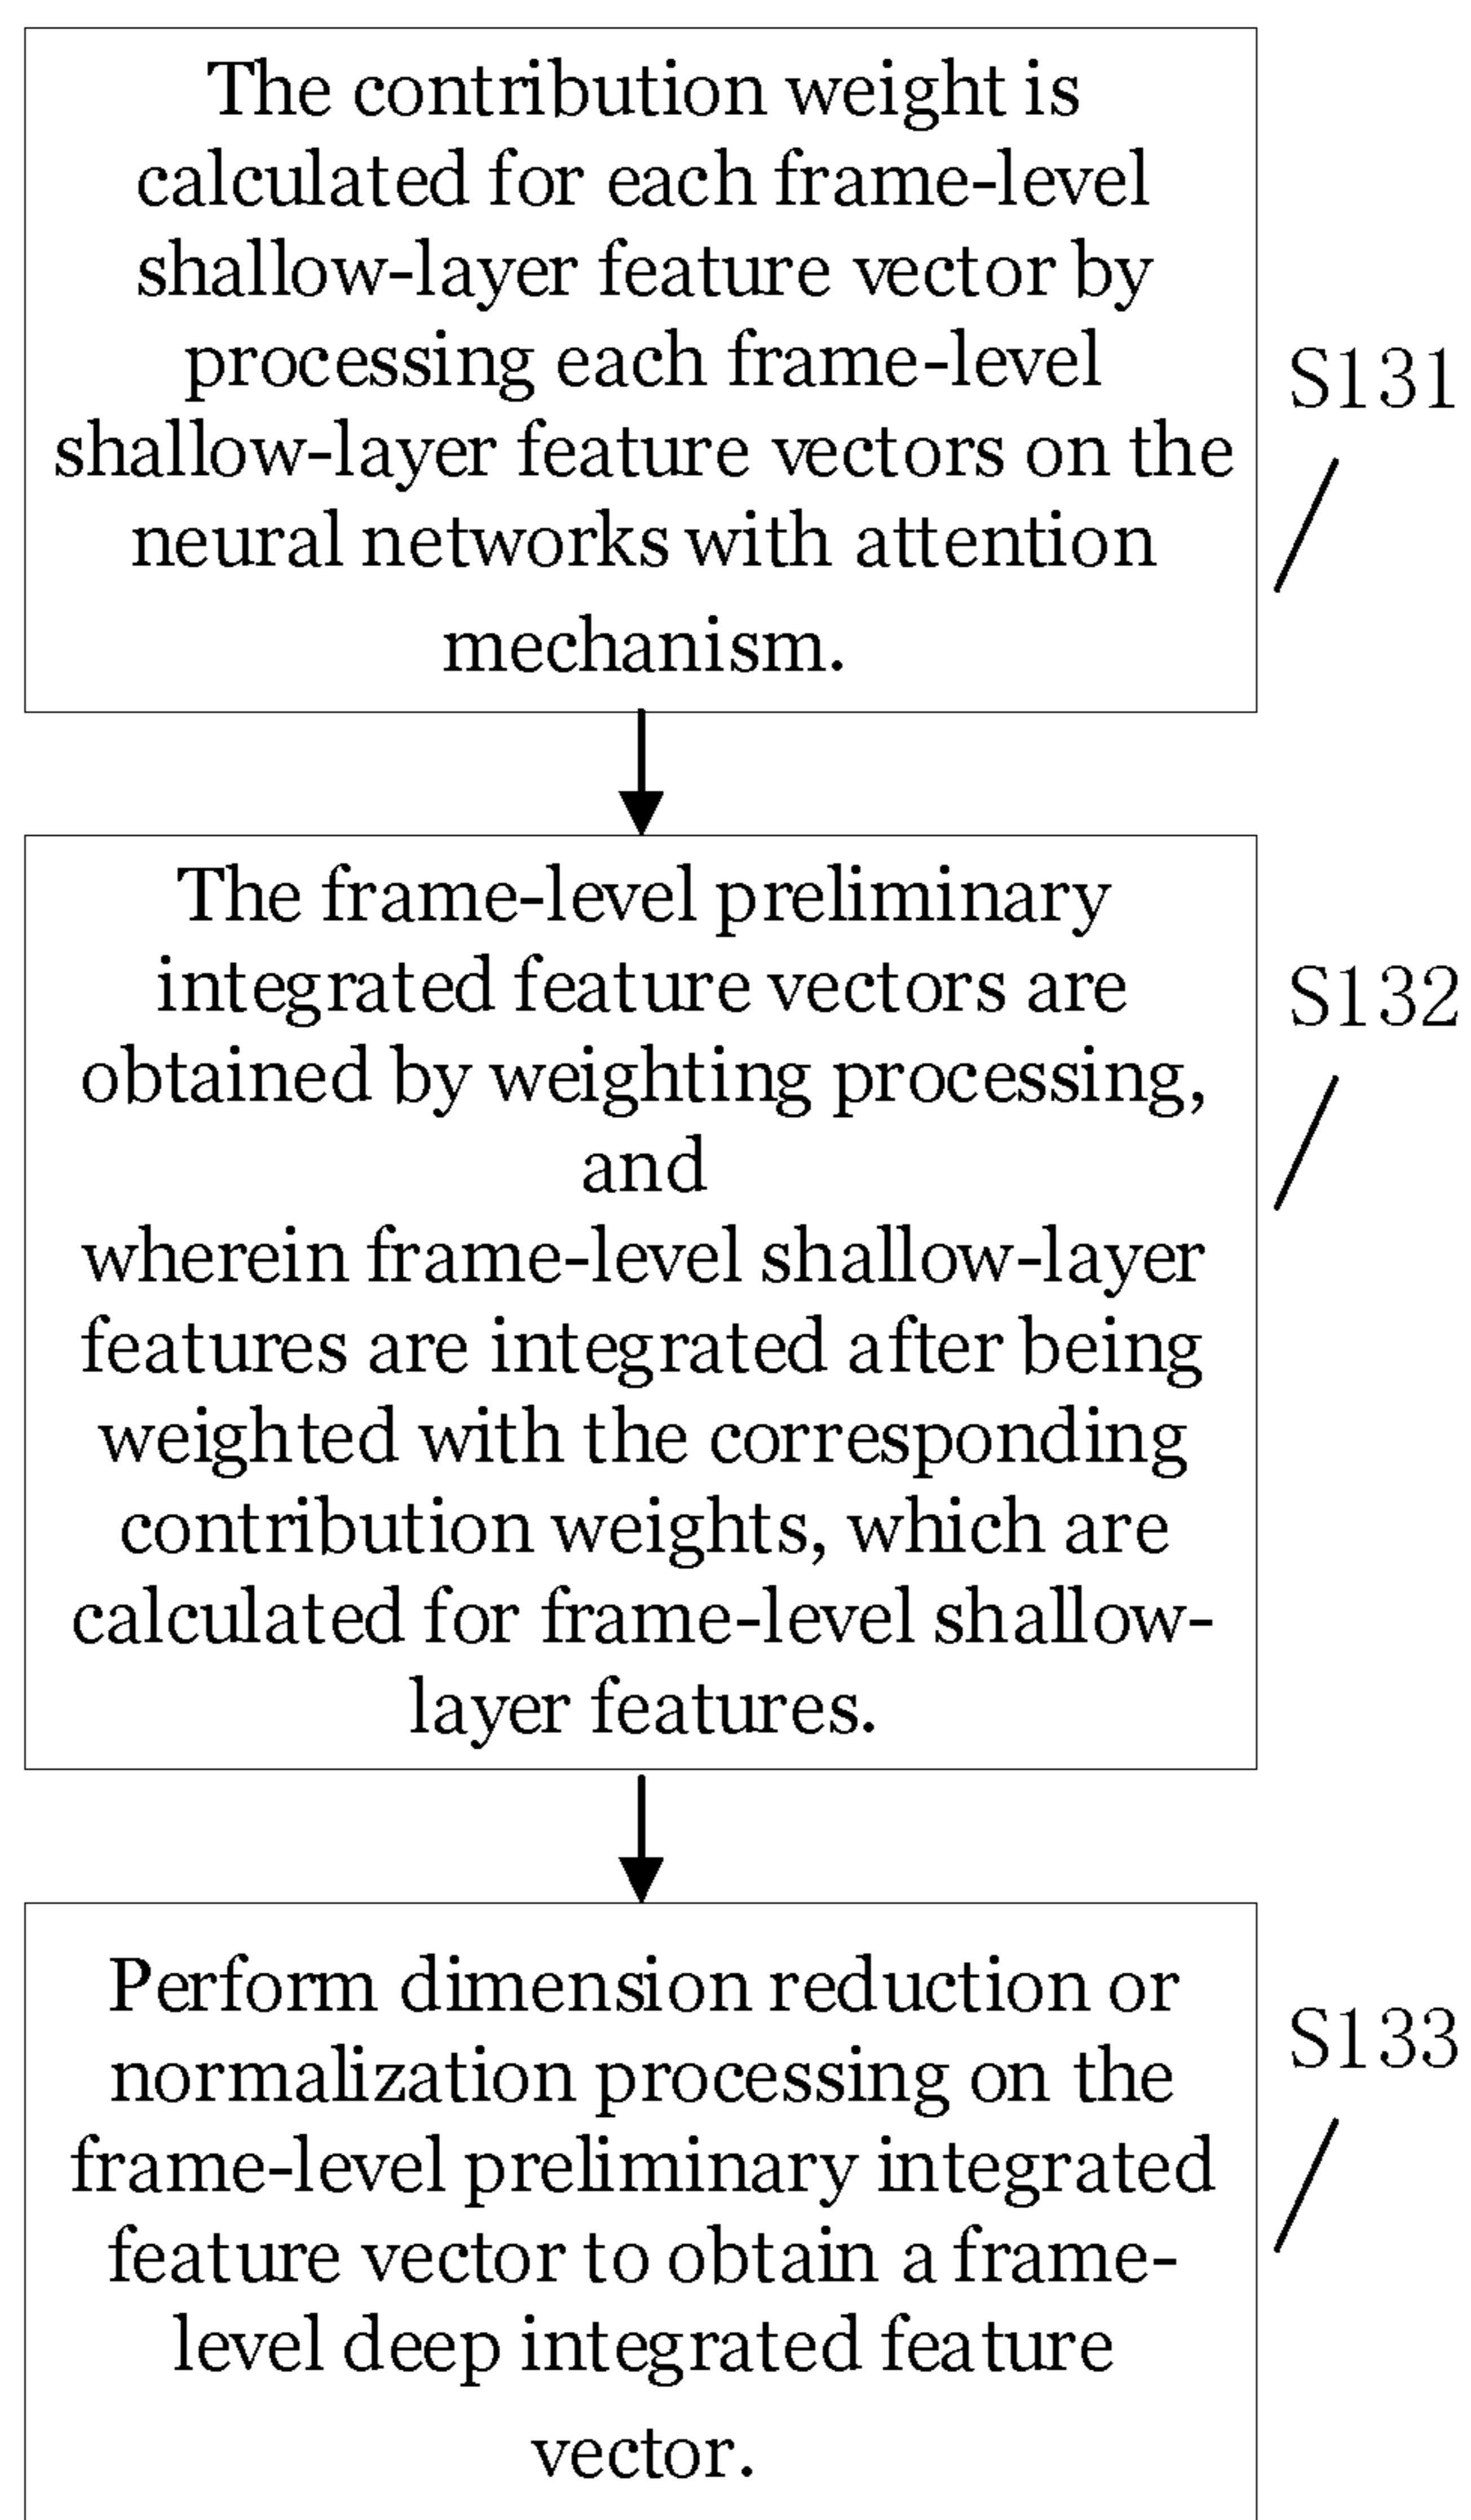 The contribution weight is
calculated for each frame-level
shallow-layer feature vector by
processing each frame-level
shallow-layer feature vectors on the
neural networks with attention
mechanism.
S131
The frame-level preliminary
integrated feature vectors are
obtained by weighting processing,
and
wherein frame-level shallow-layer
features are integrated after being
weighted with the corresponding
contribution weights, which are
calculated for frame-level shallow-
layer features.
S132
Perform dimension reduction or
normalization processing on the
frame-level preliminary integrated
feature vector to obtain a frame-
level deep integrated feature
vector.
S133